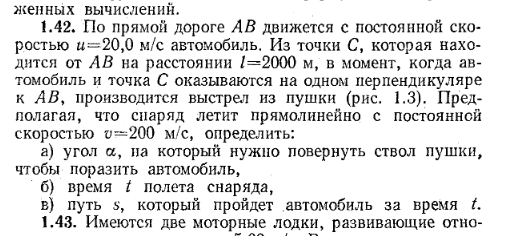 женных вычислений.
1.42. По прямой дороге AB движется с постоянной ско-
ростью u=20,0 м/с автомобиль. Из точки C, которая нахо-
дится от AB на расстоянии l=2000 м, в момент, когда ав-
томобиль и точка C оказываются на одном перпендикуляре
к AB, производится выстрел из пушки (рис. 1.3). Пред-
полагая, что снаряд летит прямолинейно с постоянной
скоростью v=200 м/с, определить:
а) угол α, на который нужно повернуть ствол пушки,
чтобы поразить автомобиль,
б) время t полета снаряда,
в) путь s, который пройдет автомобиль за время t.
1.43. Имеются две моторные лодки, развивающие отно-